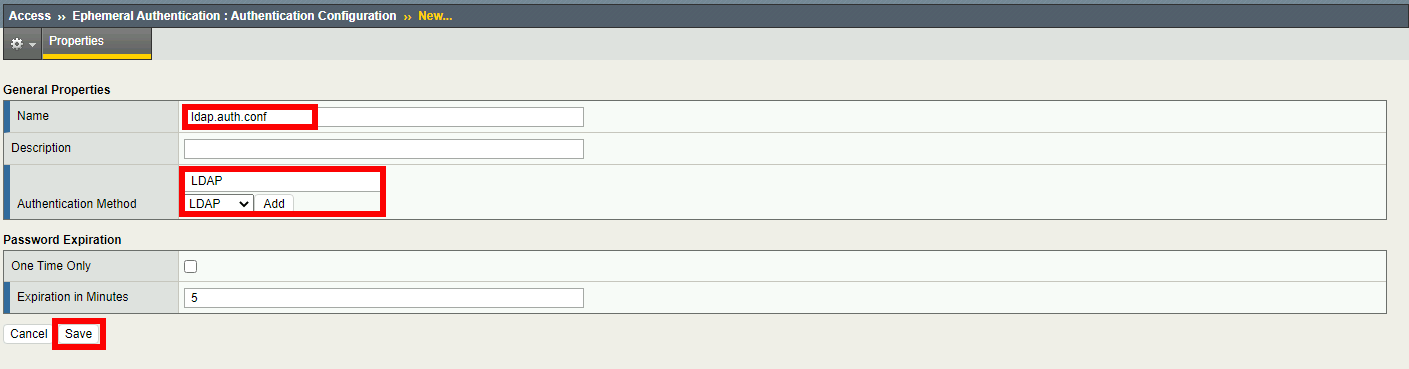 Access ›› Ephemeral Authentication : Authentication Configuration ›› New...
Properties
General Properties
Name ldap.auth.conf
Description
LDAP
Authentication Method LDAP Add
Password Expiration
One Time Only
Expiration in Minutes 5
Cancel Save